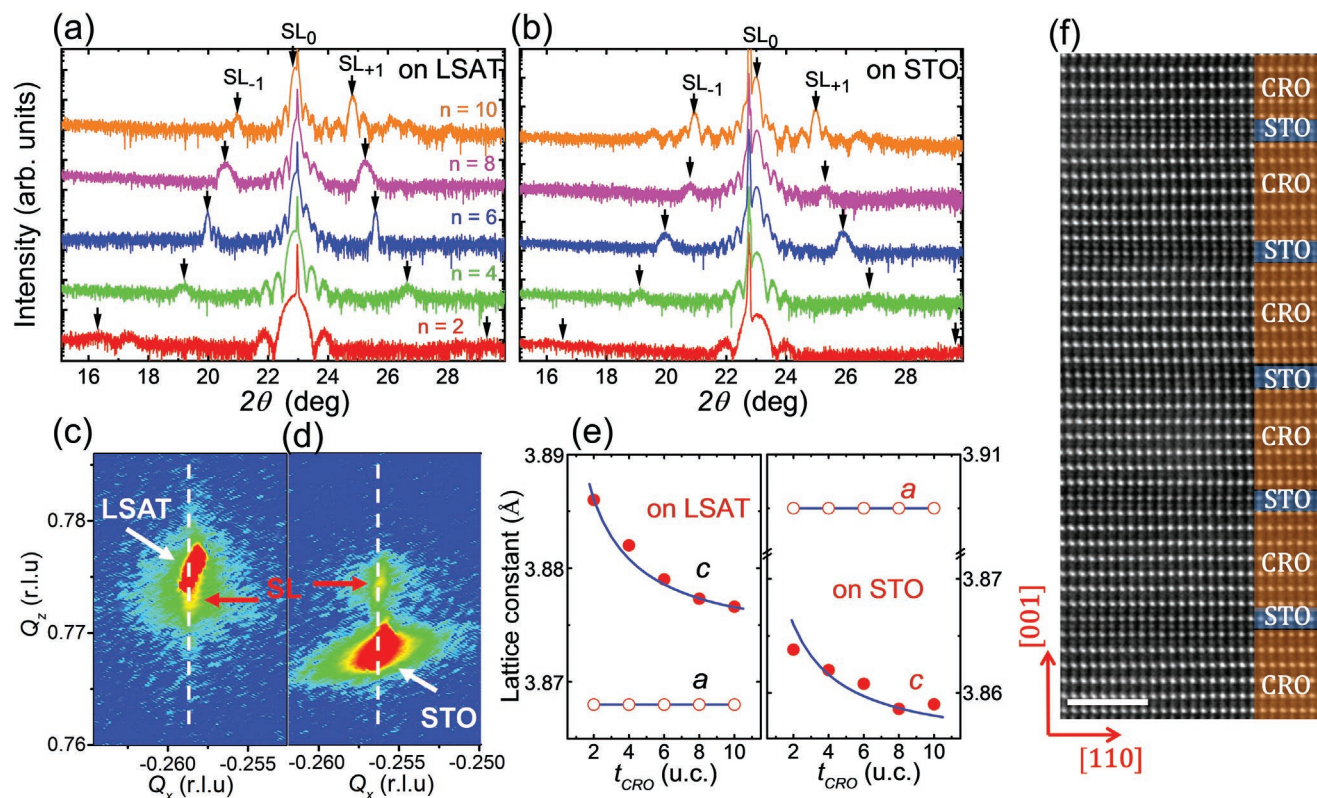 (a)
SL0
SL-1
SL+1
on LSAT
n = 10
n = 8
n = 6
n = 4
n = 2
Intensity (arb. units)
16 18 20 22 24 26 28
2θ (deg)
(b)
SL0
SL-1
SL+1
on STO
16 18 20 22 24 26 28
2θ (deg)
(c)
LSAT
SL
0.78
0.77
0.76
Qz (r.l.u)
-0.260 -0.255
Qx (r.l.u)
(d)
STO
-0.260 -0.255 -0.250
Qx (r.l.u)
(e)
3.89
3.88
3.87
Lattice constant (Å)
on LSAT
c
a
2 4 6 8 10
tCRO (u.c.)
3.91
3.87
3.86
a
on STO
c
2 4 6 8 10
tCRO (u.c.)
(f)
CRO
STO
CRO
STO
CRO
STO
CRO
STO
CRO
STO
CRO
[001]
[110]